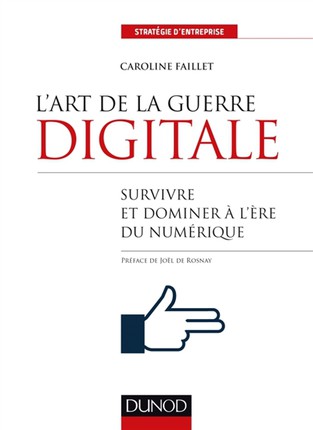 STRATÉGIE D'ENTREPRISE
CAROLINE FAILLET
L'ART DE LA GUERRE
DIGITALE
SURVIVRE
ET DOMINER À L'ÈRE
DU NUMÉRIQUE
PRÉFACE DE JOËL DE ROSNAY
DUNOD